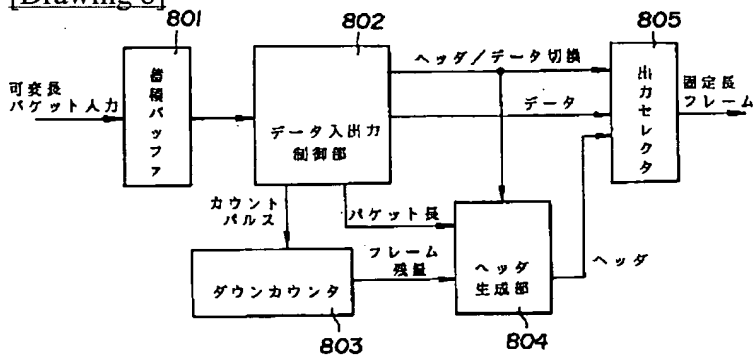 [Drawing 8]
801
802
805
可変長
パケット入力
蓄積バッファ
データ入出力
制御部
ヘッダ/データ切換
データ
出力セレクタ
固定長
フレーム
カウント
パルス
パケット長
フレーム
残量
ヘッダ
生成部
ヘッダ
ダウンカウンタ
803
804